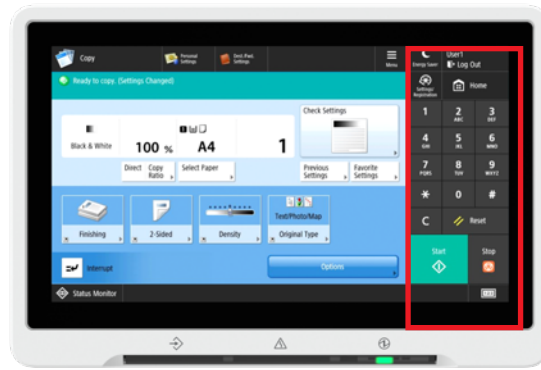 Copy
Personal Settings
Dest./Fwd. Settings
Menu
Energy Saver
User1
Log Out
Ready to copy. (Settings Changed)
Settings/Registration
Home
Check Settings
Black & White
100 %
A4
1
Direct
Copy Ratio
Select Paper
Previous Settings
Favorite Settings
1
2
ABC
3
DEF
4
GHI
5
JKL
6
MNO
7
PQRS
8
TUV
9
WXYZ
*
0
#
C
Reset
Finishing
2-Sided
Density
Text/Photo/Map
Original Type
Interrupt
Options
Start
Stop
Status Monitor